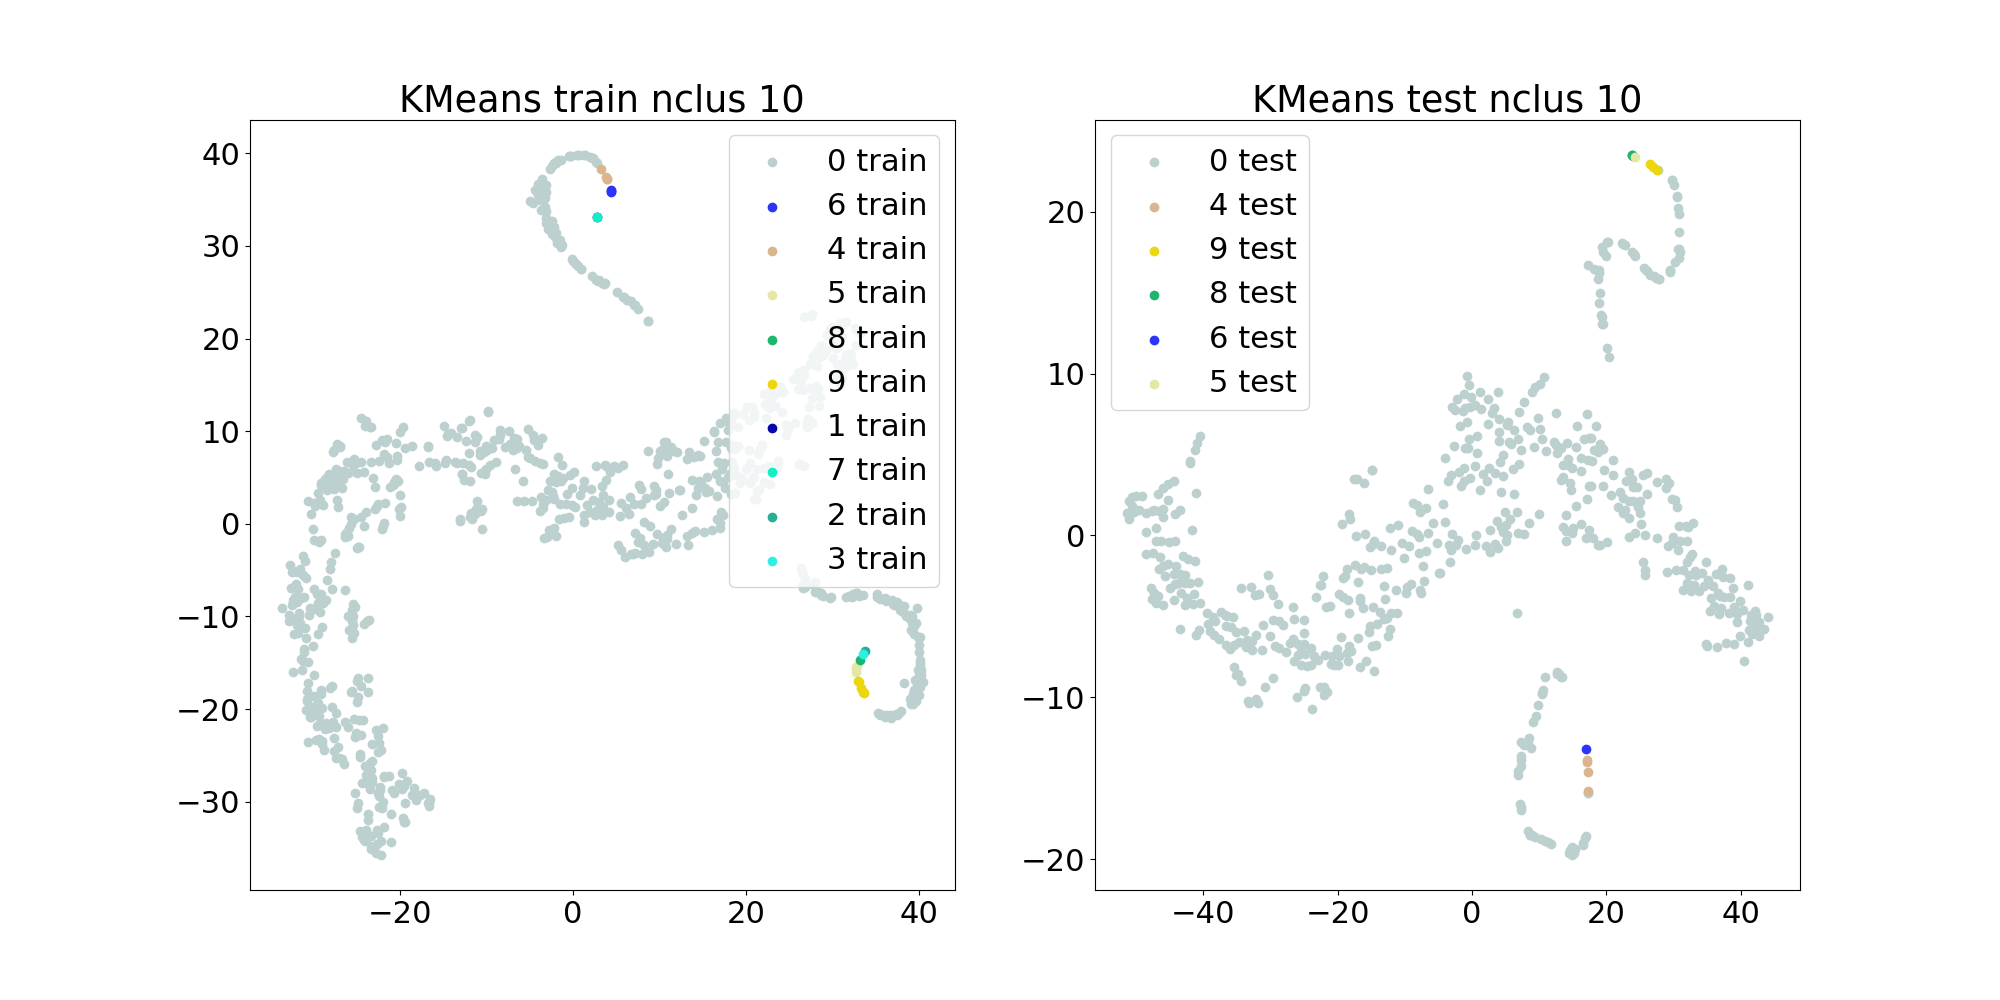 KMeans train nclus 10
40
30
20
10
0
−10
−20
−30
−20
0
20
40
0 train
6 train
4 train
5 train
8 train
9 train
1 train
7 train
2 train
3 train
KMeans test nclus 10
20
10
0
−10
−20
−40
−20
0
20
40
0 test
4 test
9 test
8 test
6 test
5 test